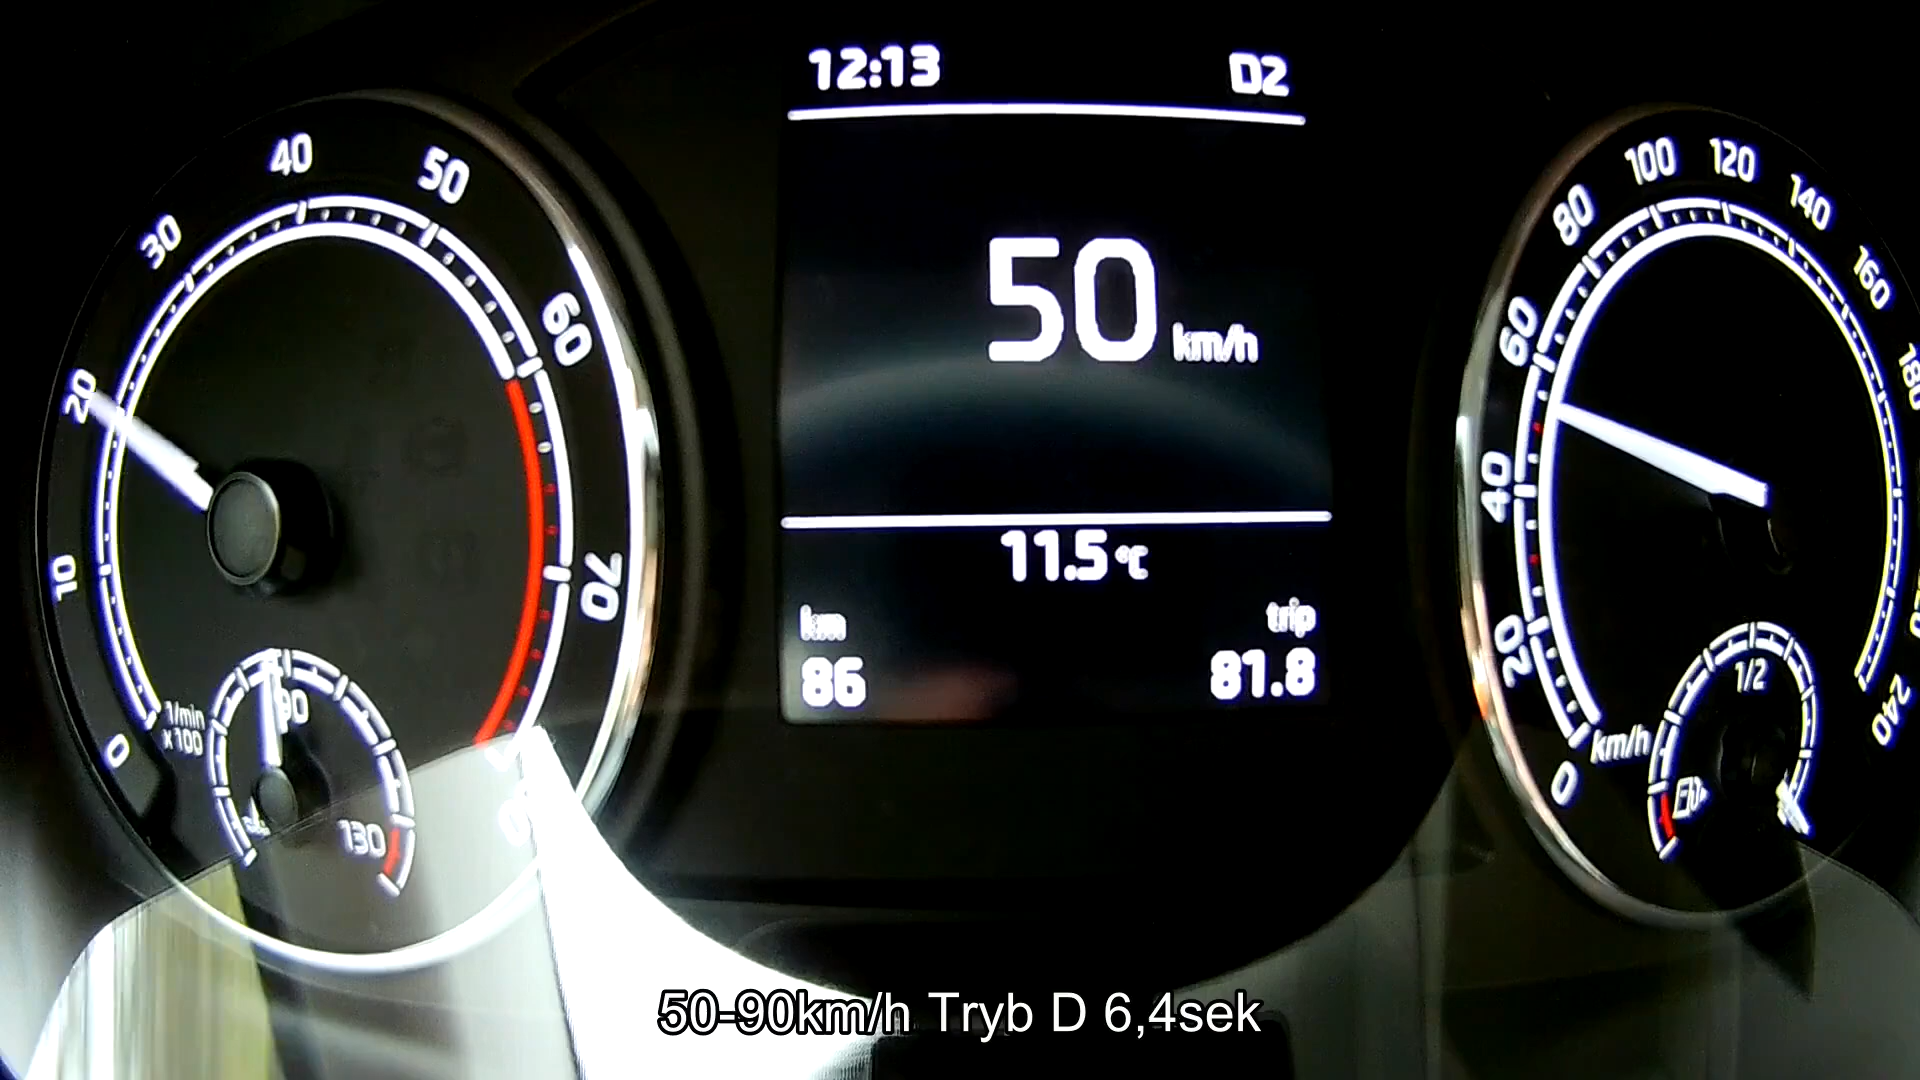 12:13 D2
0 10 20 30 40 50 60 70
1/min
x 100
90
130
50 km/h
11.5 °C
km trip
86 81.8
0 20 40 60 80 100 120 140 160 180 240
km/h
1/2
50-90km/h Tryb D 6,4sek